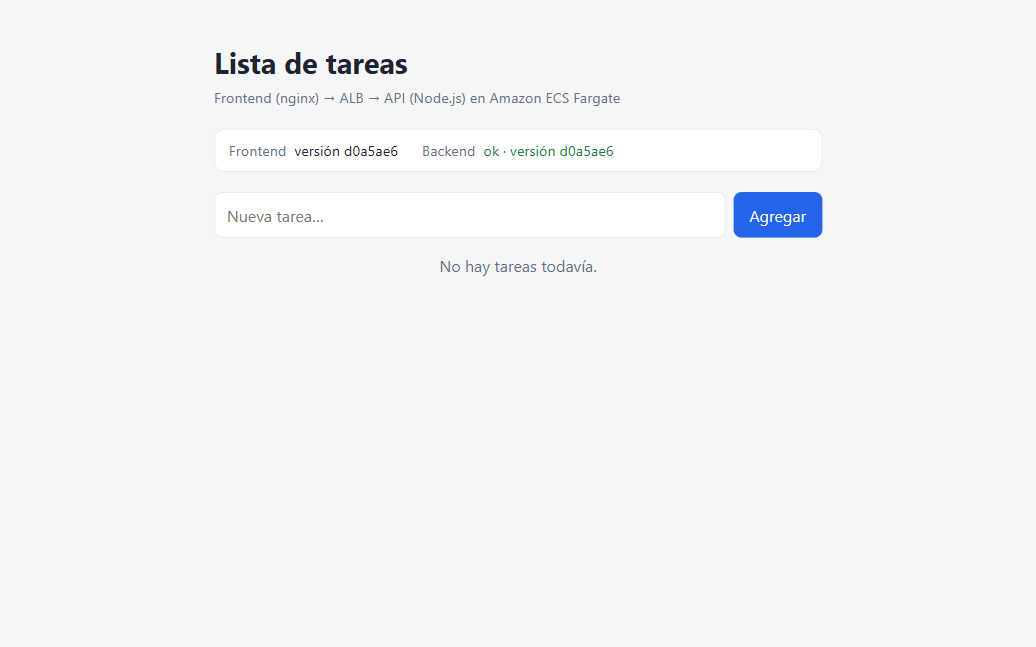 Lista de tareas
Frontend (nginx) → ALB → API (Node.js) en Amazon ECS Fargate
Frontend versión d0a5ae6 Backend ok · versión d0a5ae6
Nueva tarea... Agregar
No hay tareas todavía.